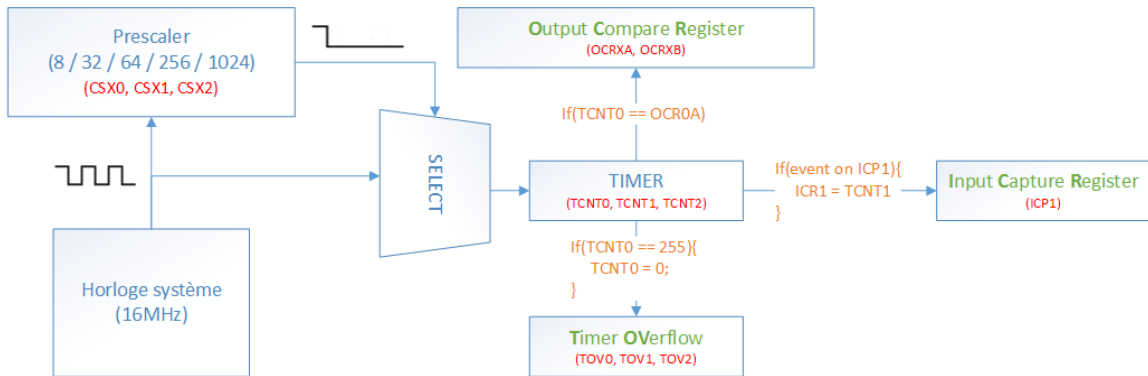 Prescaler
(8 / 32 / 64 / 256 / 1024)
(CSX0, CSX1, CSX2)
Output Compare Register
(OCRXA, OCRXB)
If(TCNT0 == OCR0A)
SELECT
TIMER
(TCNT0, TCNT1, TCNT2)
If(event on ICP1){
ICR1 = TCNT1
}
Input Capture Register
(ICP1)
If(TCNT0 == 255){
TCNT0 = 0;
}
Horloge système
(16MHz)
Timer OVerflow
(TOV0, TOV1, TOV2)